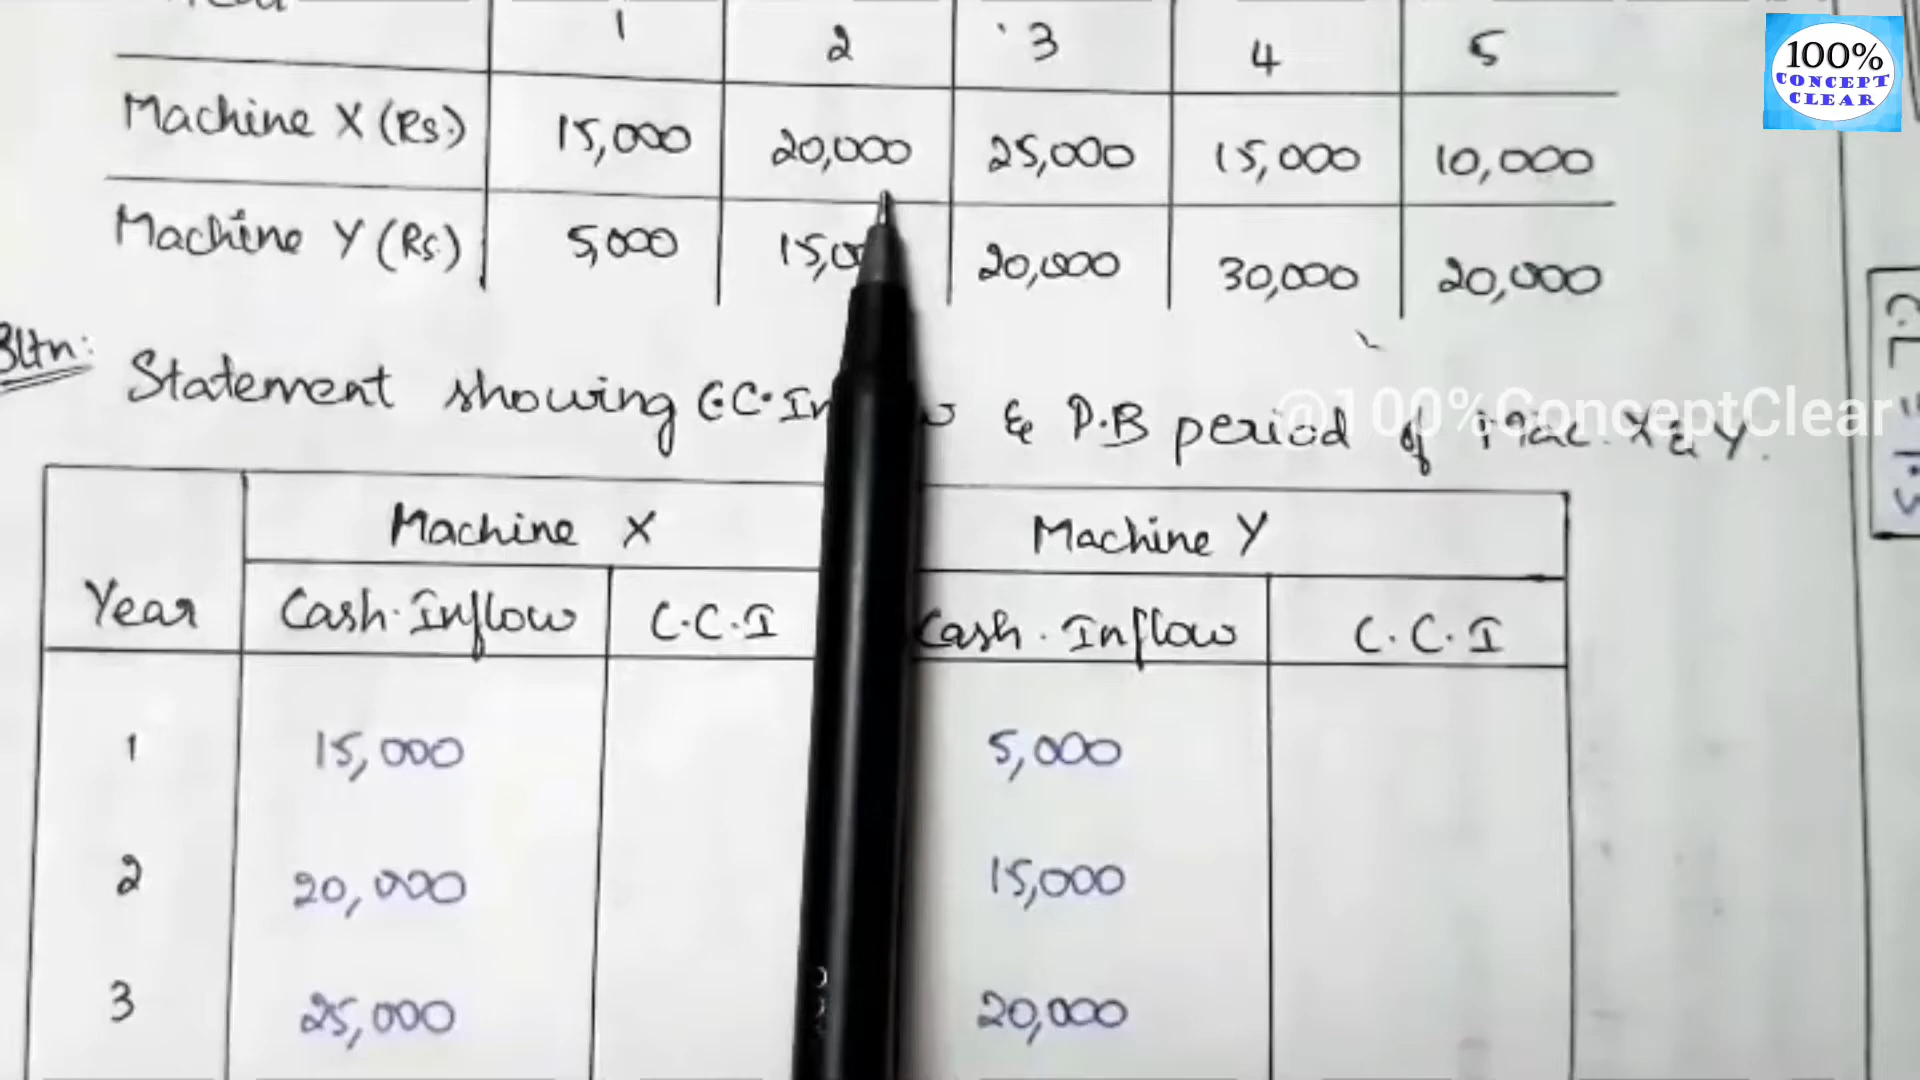 1 2 3 4 5
Machine X (Rs.) 15,000 20,000 25,000 15,000 10,000
Machine Y (Rs.) 5,000 20,000 30,000 20,000
Statement showing & P.B period of Mac. X & Y.
Machine X Machine Y
Year Cash.Inflow C.C.I Cash.Inflow C.C.I
1 15,000 5,000
2 20,000 15,000
3 25,000 20,000
100%
CONCEPT
CLEAR
@100%ConceptClear